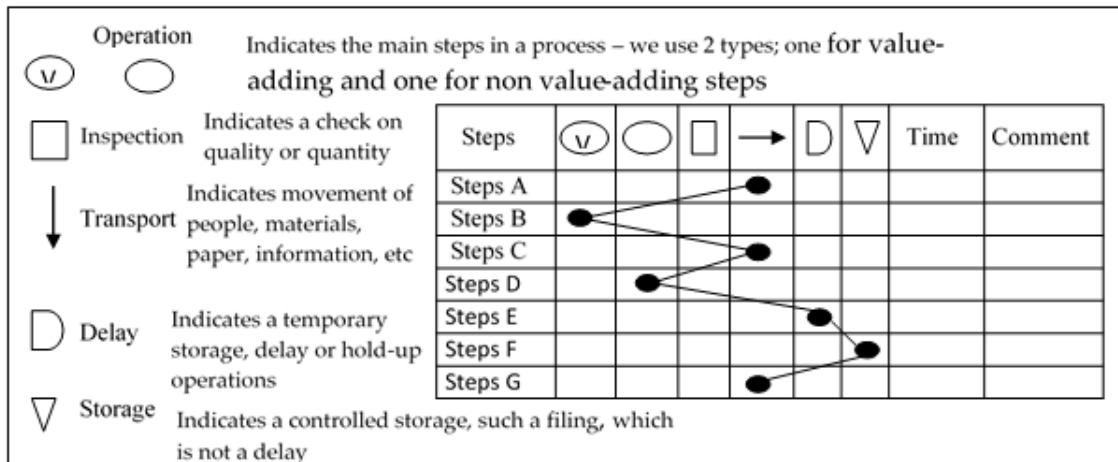 Operation
Indicates the main steps in a process – we use 2 types; one for value-
adding and one for non value-adding steps
V
Inspection
Indicates a check on
quality or quantity
Transport
Indicates movement of
people, materials,
paper, information, etc
Delay
Indicates a temporary
storage, delay or hold-up
operations
Storage
Indicates a controlled storage, such a filing, which
is not a delay
Steps V Time Comment
Steps A
Steps B
Steps C
Steps D
Steps E
Steps F
Steps G